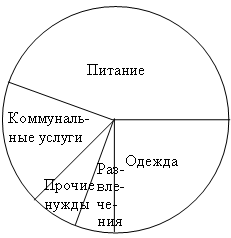 Питание
Коммуналь-
ные услуги
Прочие
нужды
Раз-
вле-
че-
ния
Одежда